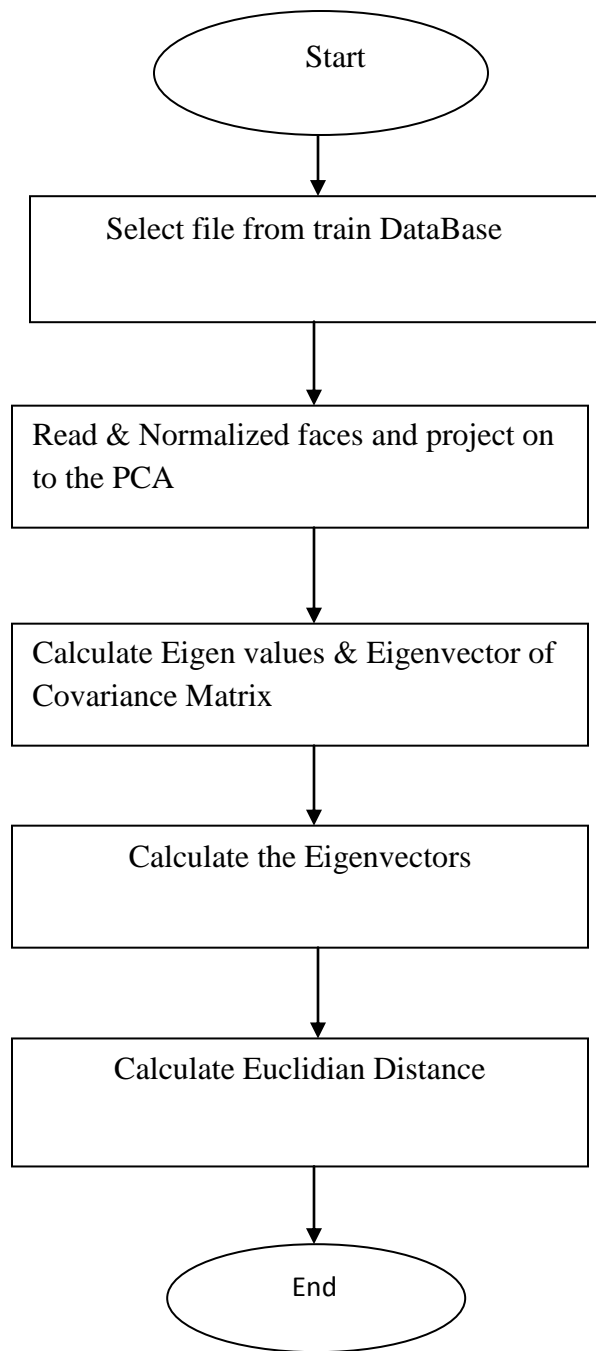 Start
Select file from train DataBase
Read & Normalized faces and project on
to the PCA
Calculate Eigen values & Eigenvector of
Covariance Matrix
Calculate the Eigenvectors
Calculate Euclidian Distance
End